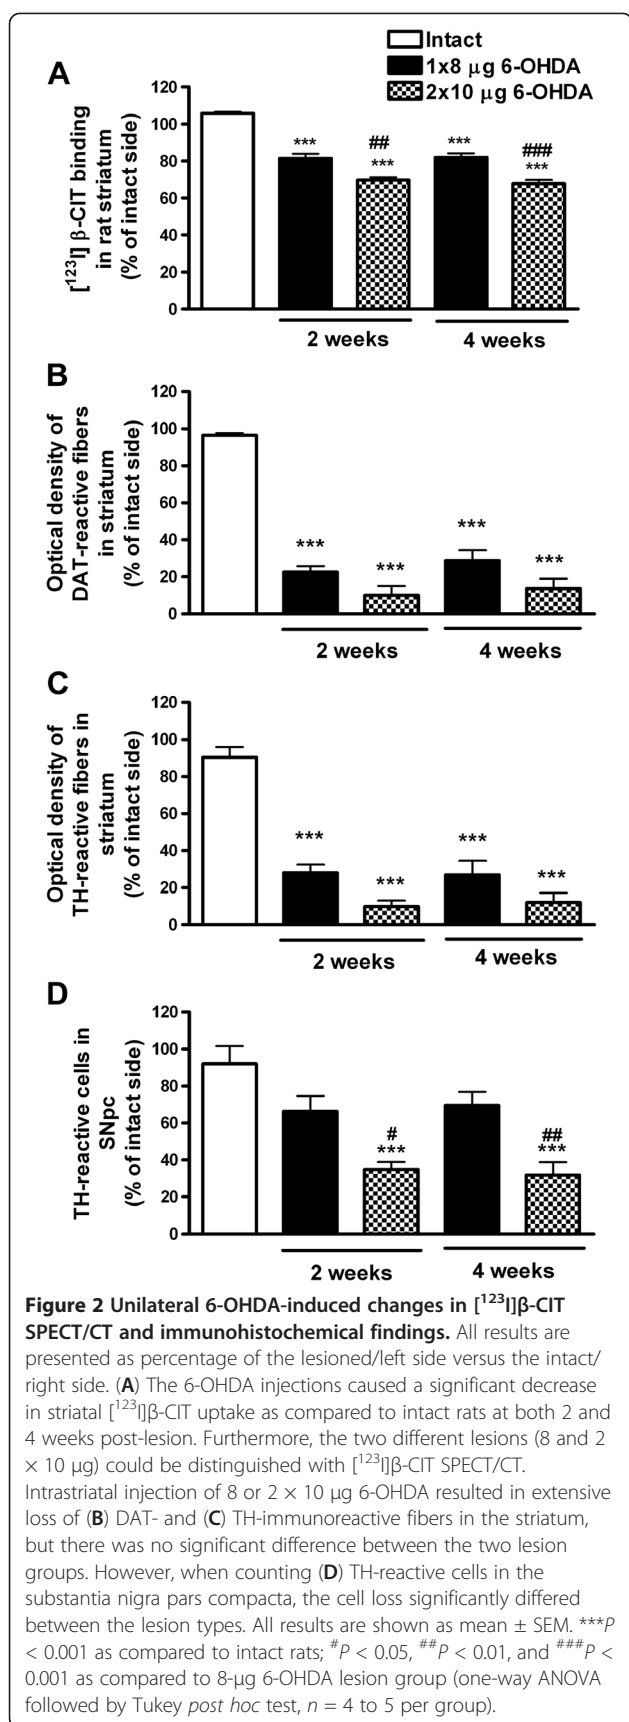 Intact
1x8 µg 6-OHDA
2x10 µg 6-OHDA
A
[¹²³I] β-CIT binding
in rat striatum
(% of intact side)
120
100
80
60
40
20
0
***
##
***
***
###
***
2 weeks
4 weeks
B
Optical density of
DAT-reactive fibers
in striatum
(% of intact side)
120
100
80
60
40
20
0
***
***
***
***
2 weeks
4 weeks
C
Optical density of
TH-reactive fibers in
striatum
(% of intact side)
120
100
80
60
40
20
0
***
***
***
***
2 weeks
4 weeks
D
TH-reactive cells in
SNpc
(% of intact side)
120
100
80
60
40
20
0
#
***
##
***
2 weeks
4 weeks
Figure 2 Unilateral 6-OHDA-induced changes in [¹²³I]β-CIT
SPECT/CT and immunohistochemical findings. All results are
presented as percentage of the lesioned/left side versus the intact/
right side. (A) The 6-OHDA injections caused a significant decrease
in striatal [¹²³I]β-CIT uptake as compared to intact rats at both 2 and
4 weeks post-lesion. Furthermore, the two different lesions (8 and 2
× 10 µg) could be distinguished with [¹²³I]β-CIT SPECT/CT.
Intrastriatal injection of 8 or 2 × 10 µg 6-OHDA resulted in extensive
loss of (B) DAT- and (C) TH-immunoreactive fibers in the striatum,
but there was no significant difference between the two lesion
groups. However, when counting (D) TH-reactive cells in the
substantia nigra pars compacta, the cell loss significantly differed
between the lesion types. All results are shown as mean ± SEM. ***P
< 0.001 as compared to intact rats; #P < 0.05, ##P < 0.01, and ###P <
0.001 as compared to 8-µg 6-OHDA lesion group (one-way ANOVA
followed by Tukey post hoc test, n = 4 to 5 per group).